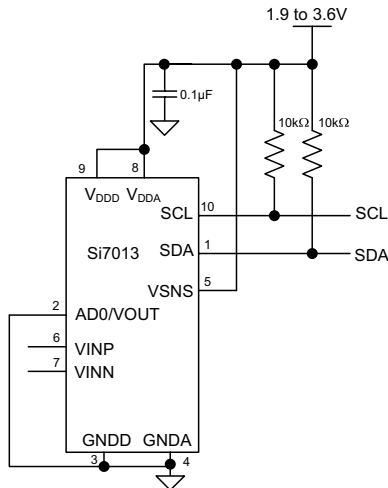 1.9 to 3.6V
0.1µF
10kΩ 10kΩ
9 8
VDDD VDDA
10
SCL SCL
Si7013
1
SDA SDA
5
VSNS
2
AD0/VOUT
6
VINP
7
VINN
GNDD GNDA
3 4